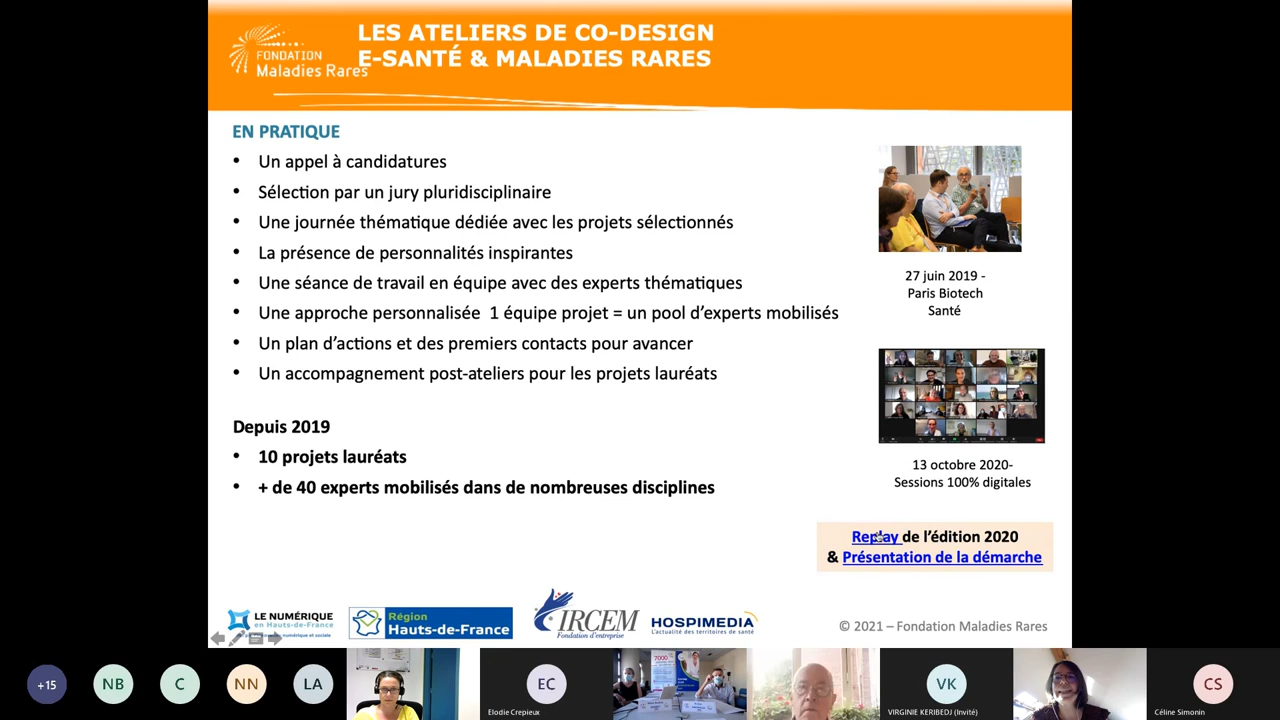 LES ATELIERS DE CO-DESIGN
E-SANTÉ & MALADIES RARES
FONDATION
Maladies Rares
EN PRATIQUE
• Un appel à candidatures
• Sélection par un jury pluridisciplinaire
• Une journée thématique dédiée avec les projets sélectionnés
• La présence de personnalités inspirantes
• Une séance de travail en équipe avec des experts thématiques
• Une approche personnalisée 1 équipe projet = un pool d'experts mobilisés
• Un plan d'actions et des premiers contacts pour avancer
• Un accompagnement post-ateliers pour les projets lauréats
Depuis 2019
• 10 projets lauréats
• + de 40 experts mobilisés dans de nombreuses disciplines
27 juin 2019 -
Paris Biotech
Santé
13 octobre 2020-
Sessions 100% digitales
Replay de l'édition 2020
& Présentation de la démarche
LE NUMÉRIQUE
en Hauts-de-France
numérique et sociale
Région
Hauts-de-France
IRCEM
Fondation d'entreprise
HOSPIMEDIA
L'actualité des territoires de santé
© 2021 – Fondation Maladies Rares
+15
NB
C
NN
LA
EC
Elodie Crepieux
7000
VK
VIRGINIE KERIBEDJ (Invité)
CS
Céline Simonin